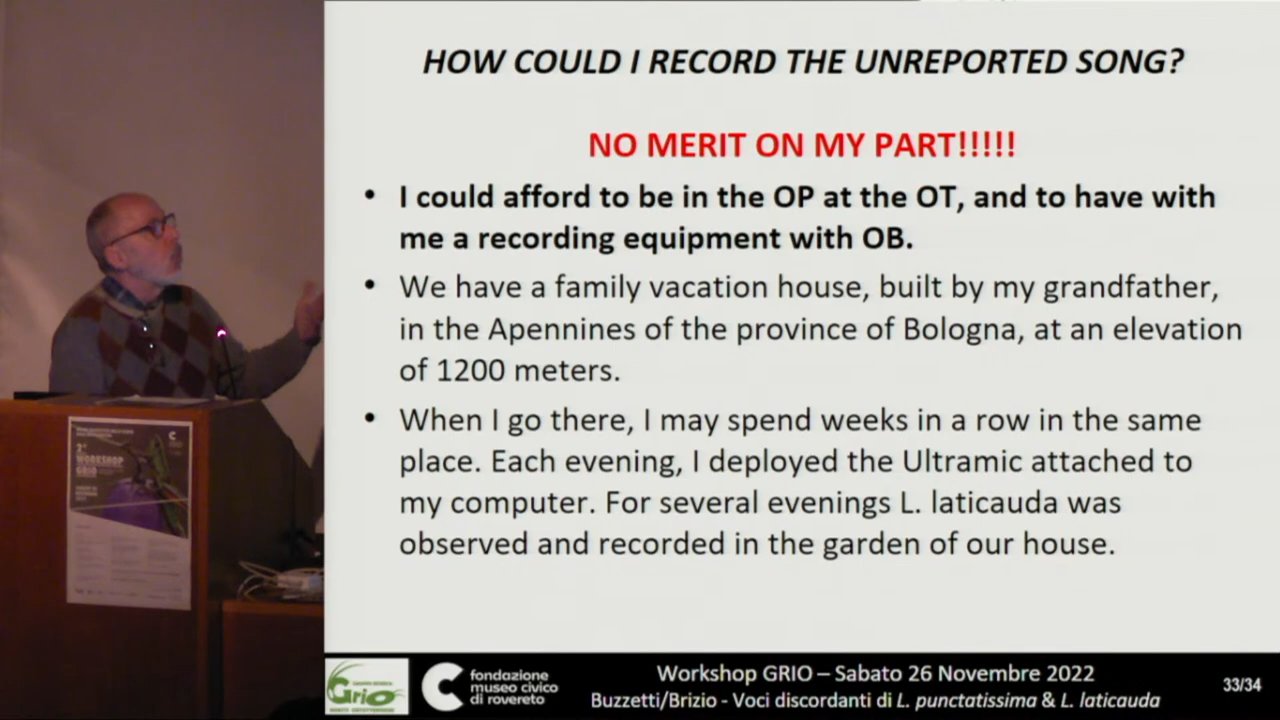 HOW COULD I RECORD THE UNREPORTED SONG?
NO MERIT ON MY PART!!!!!
• I could afford to be in the OP at the OT, and to have with
me a recording equipment with OB.
• We have a family vacation house, built by my grandfather,
in the Apennines of the province of Bologna, at an elevation
of 1200 meters.
• When I go there, I may spend weeks in a row in the same
place. Each evening, I deployed the Ultramic attached to
my computer. For several evenings L. laticauda was
observed and recorded in the garden of our house.
WORKSHOP
GRIO
Grio
fondazione
museo civico
di rovereto
Workshop GRIO – Sabato 26 Novembre 2022
Buzzetti/Brizio - Voci discordanti di L. punctatissima & L. laticauda
33/34